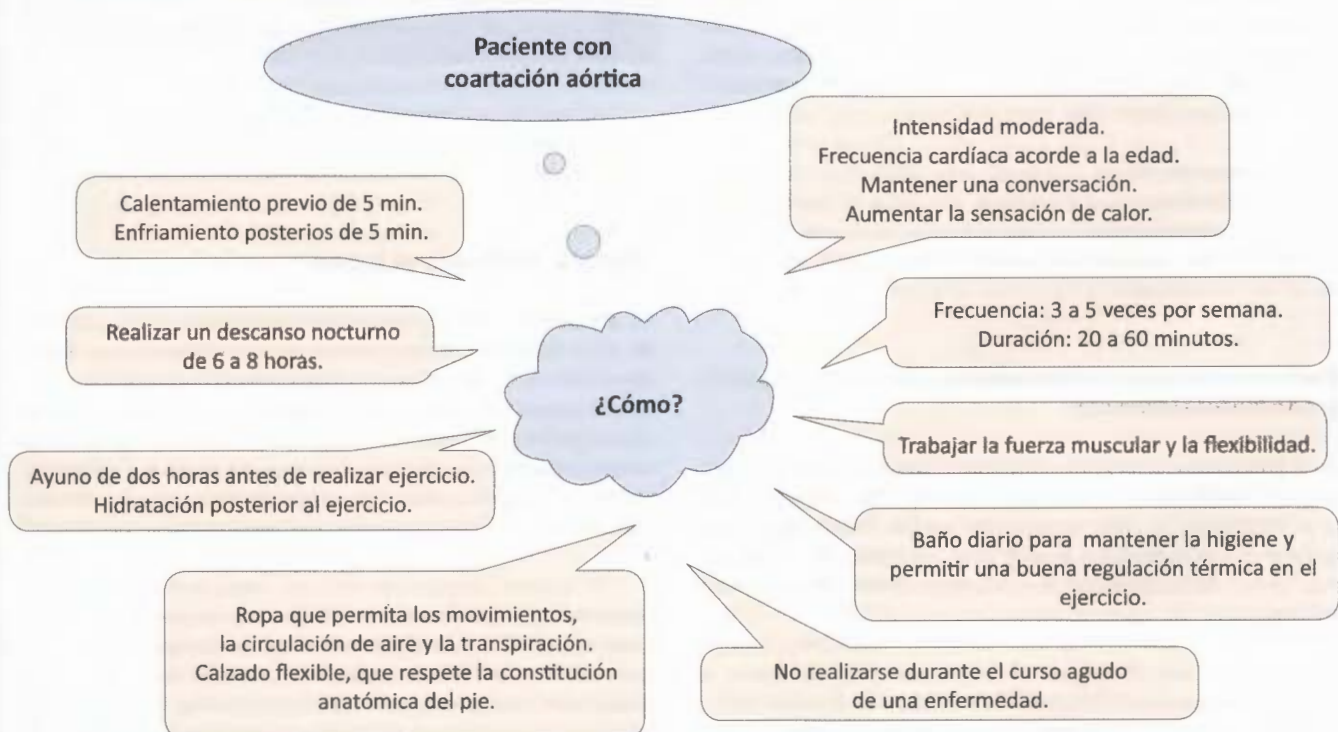 Paciente con
coartación aórtica
Intensidad moderada.
Frecuencia cardíaca acorde a la edad.
Mantener una conversación.
Aumentar la sensación de calor.
Calentamiento previo de 5 min.
Enfriamiento posterios de 5 min.
Frecuencia: 3 a 5 veces por semana.
Duración: 20 a 60 minutos.
Realizar un descanso nocturno
de 6 a 8 horas.
¿Cómo?
Trabajar la fuerza muscular y la flexibilidad.
Ayuno de dos horas antes de realizar ejercicio.
Hidratación posterior al ejercicio.
Baño diario para mantener la higiene y
permitir una buena regulación térmica en el
ejercicio.
Ropa que permita los movimientos,
la circulación de aire y la transpiración.
Calzado flexible, que respete la constitución
anatómica del pie.
No realizarse durante el curso agudo
de una enfermedad.